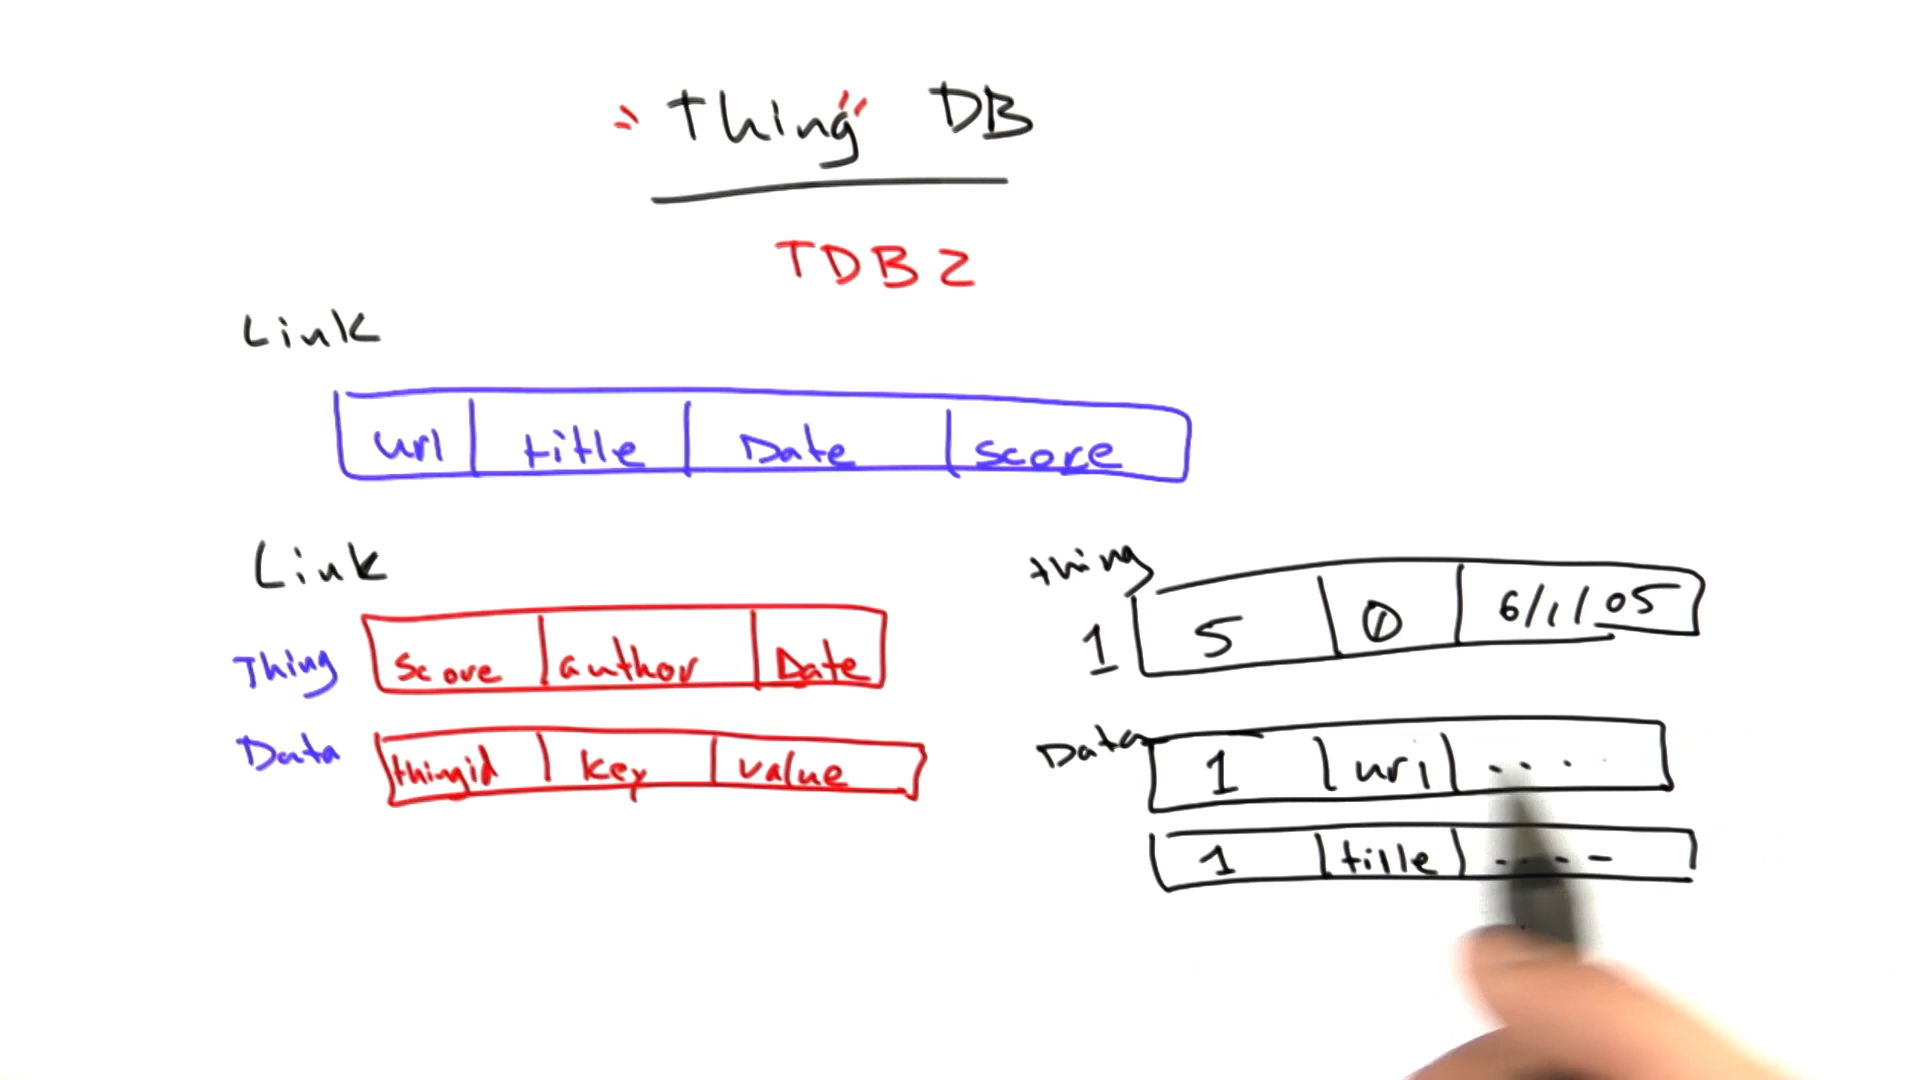 "Thing" DB
TDB2
Link
url title Date score
Link
Thing score author Date
Data thingid key value
thing
1 5 0 6/1/05
Data 1 url ....
1 title ....-